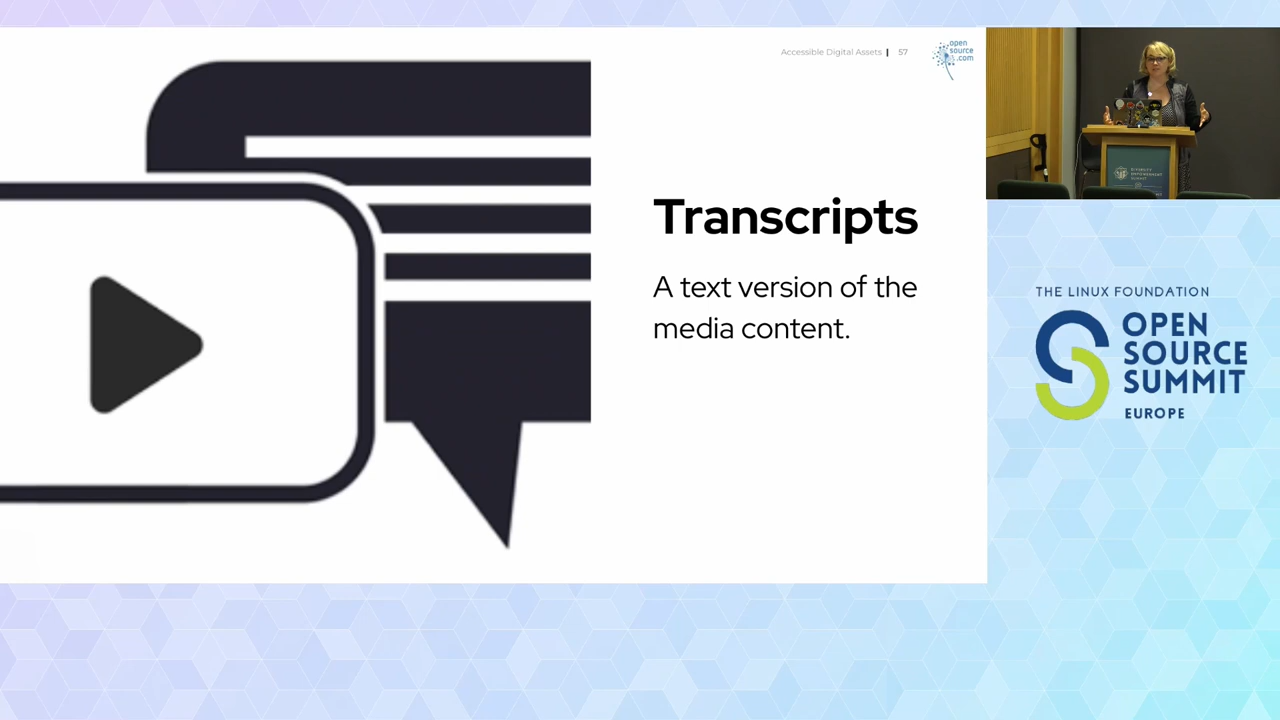 Accessible Digital Assets | 57
open
source
.com
Transcripts
A text version of the
media content.
THE LINUX FOUNDATION
OPEN
SOURCE
SUMMIT
EUROPE